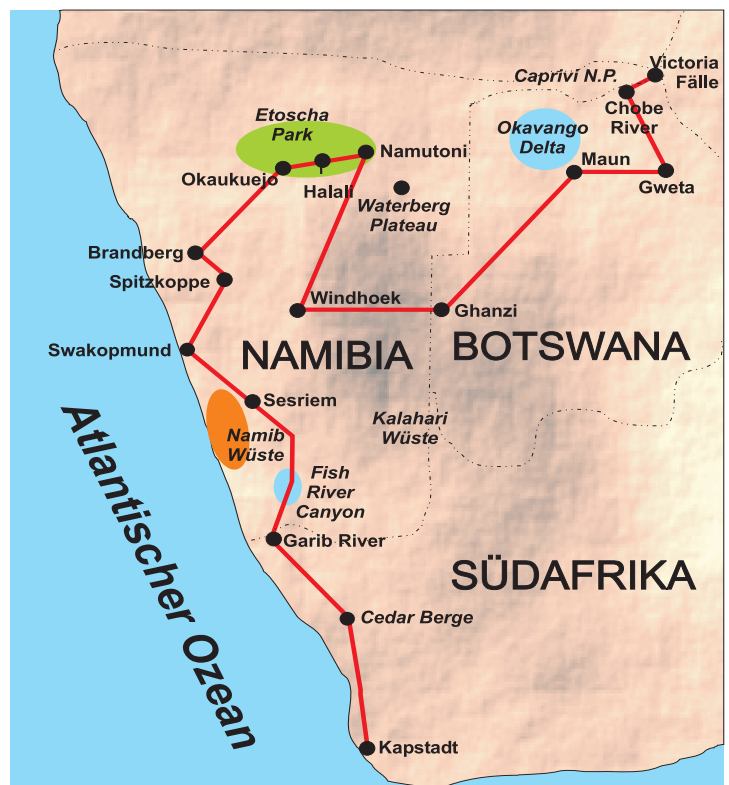 Victoria
Fälle
Caprivi N.P.
Chobe
River
Etoscha
Park
Okavango
Delta
Namutoni
Maun
Okaukuejo
Halali
Gweta
Waterberg
Plateau
Brandberg
Spitzkoppe
Windhoek
Ghanzi
Swakopmund
NAMIBIA
BOTSWANA
Sesriem
Atlantischer Ozean
Kalahari
Wüste
Namib
Wüste
Fish
River
Canyon
Garib River
SÜDAFRIKA
Cedar Berge
Kapstadt